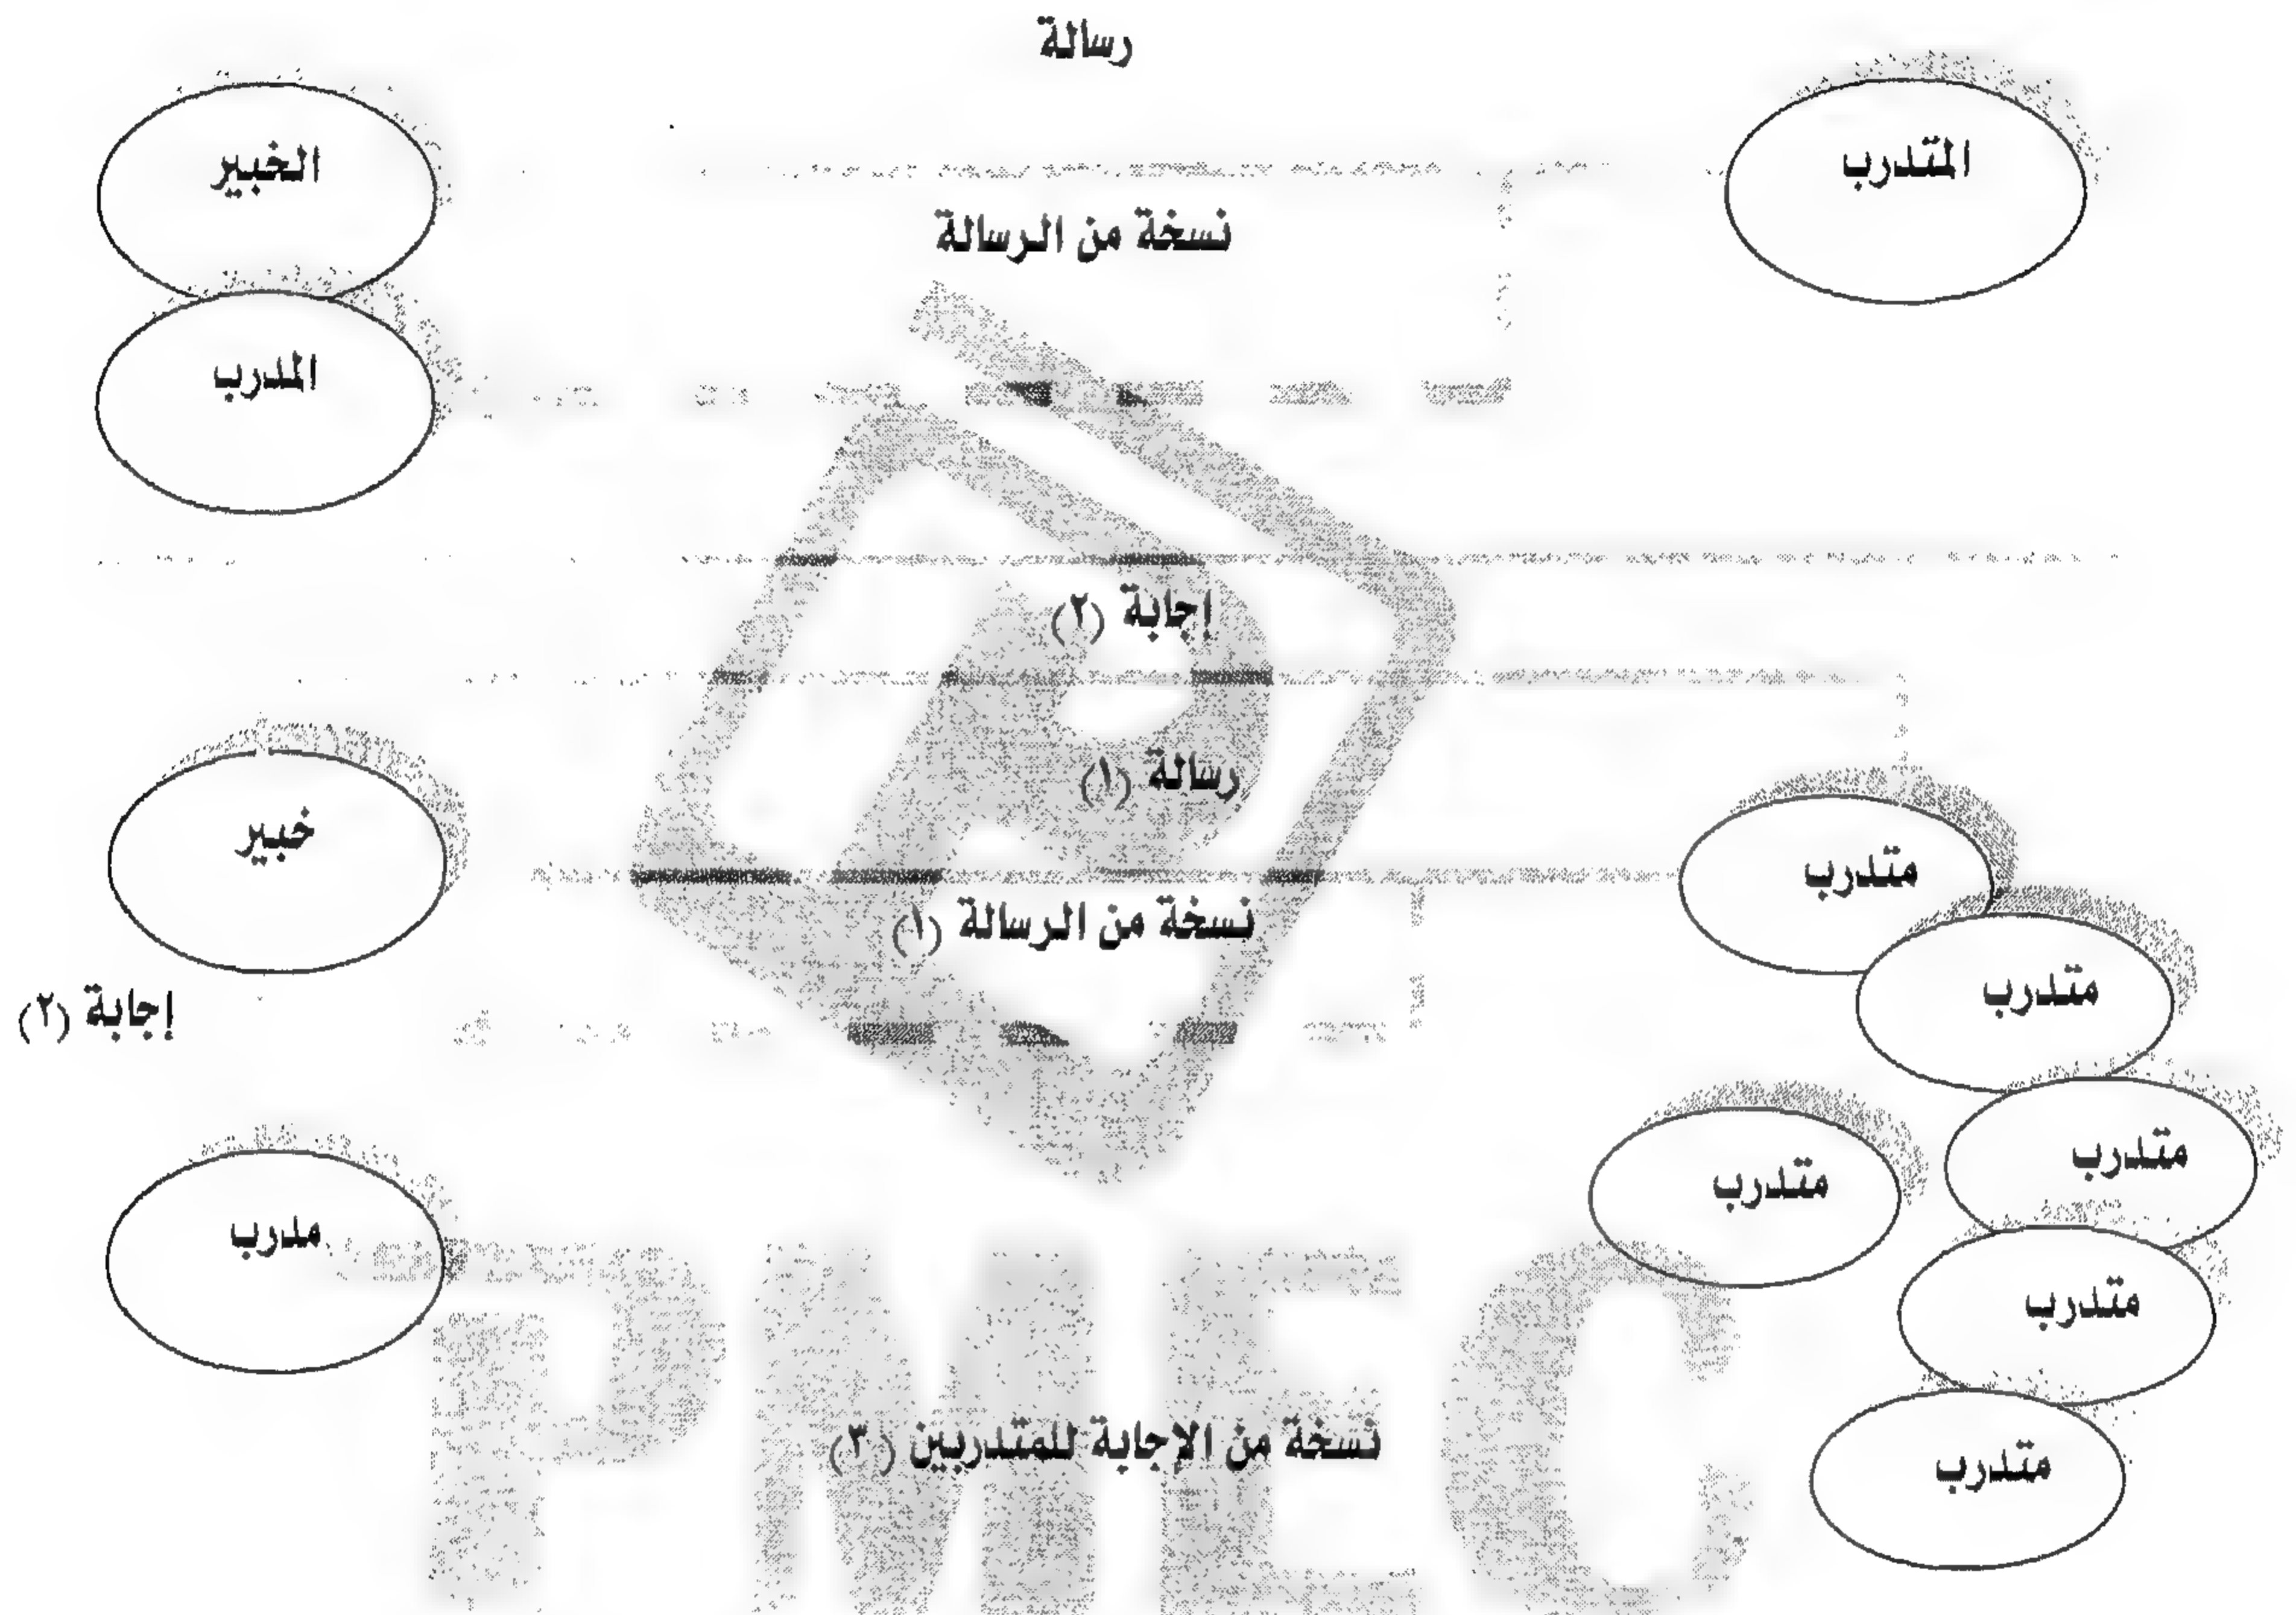 رسالة
المتدرب
الخبير
نسخة من الرسالة
المدرب
إجابة (٢)
رسالة (١)
متدرب
خبير
نسخة من الرسالة (١)
متدرب
إجابة (٢)
متدرب
متدرب
مدرب
متدرب
نسخة من الإجابة للمتدربين (٣)
متدرب
PMEC